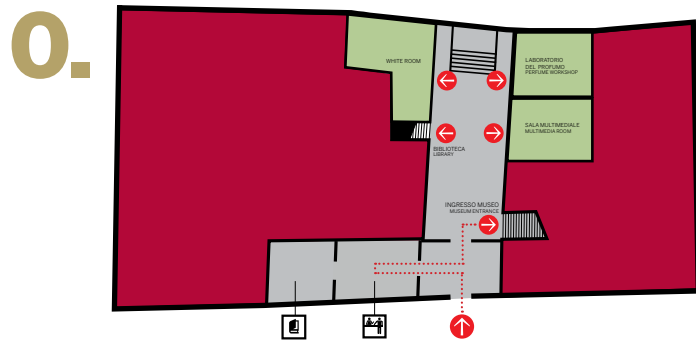 0.
WHITE ROOM
LABORATORIO
DEL PROFUMO
PERFUME WORKSHOP
SALA MULTIMEDIALE
MULTIMEDIA ROOM
BIBLIOTECA
LIBRARY
INGRESSO MUSEO
MUSEUM ENTRANCE